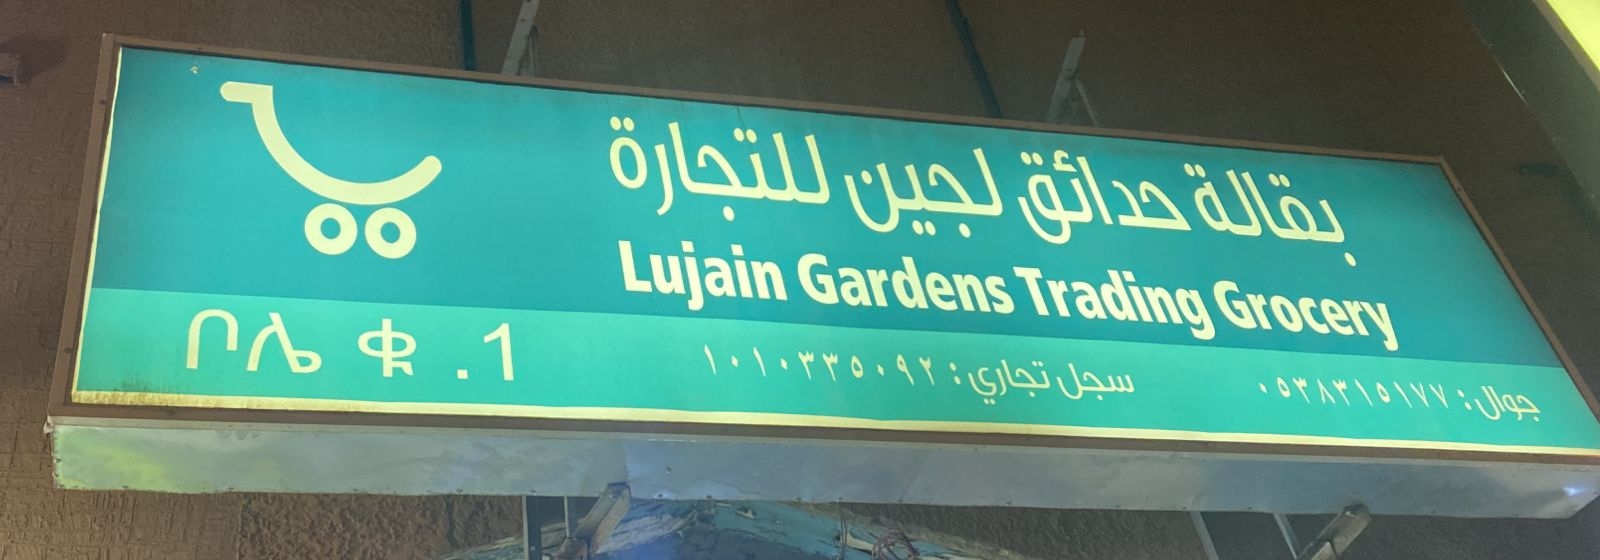 بقالة حدائق لجين للتجارة
Lujain Gardens Trading Grocery
جوال: ٠٥٣٨٣١٥١٧٧ سجل تجاري: ١٠١٠٣٣٥٠٩٢
ቦሌ ቁ .1